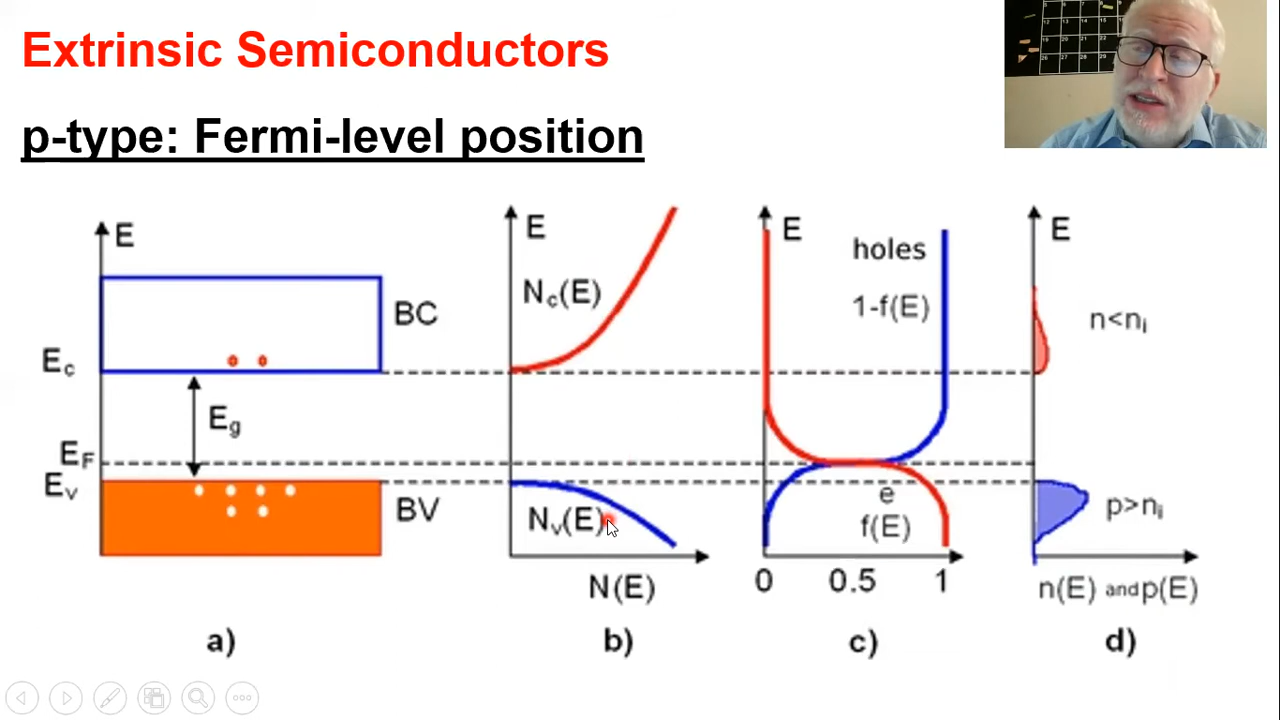 Extrinsic Semiconductors
p-type: Fermi-level position
E
BC
Ec
Eg
EF
Ev
BV
a)
E
Nc(E)
Nv(E)
N(E)
b)
E
holes
1-f(E)
e
f(E)
0 0.5 1
c)
E
n<ni
p>ni
n(E) and p(E)
d)